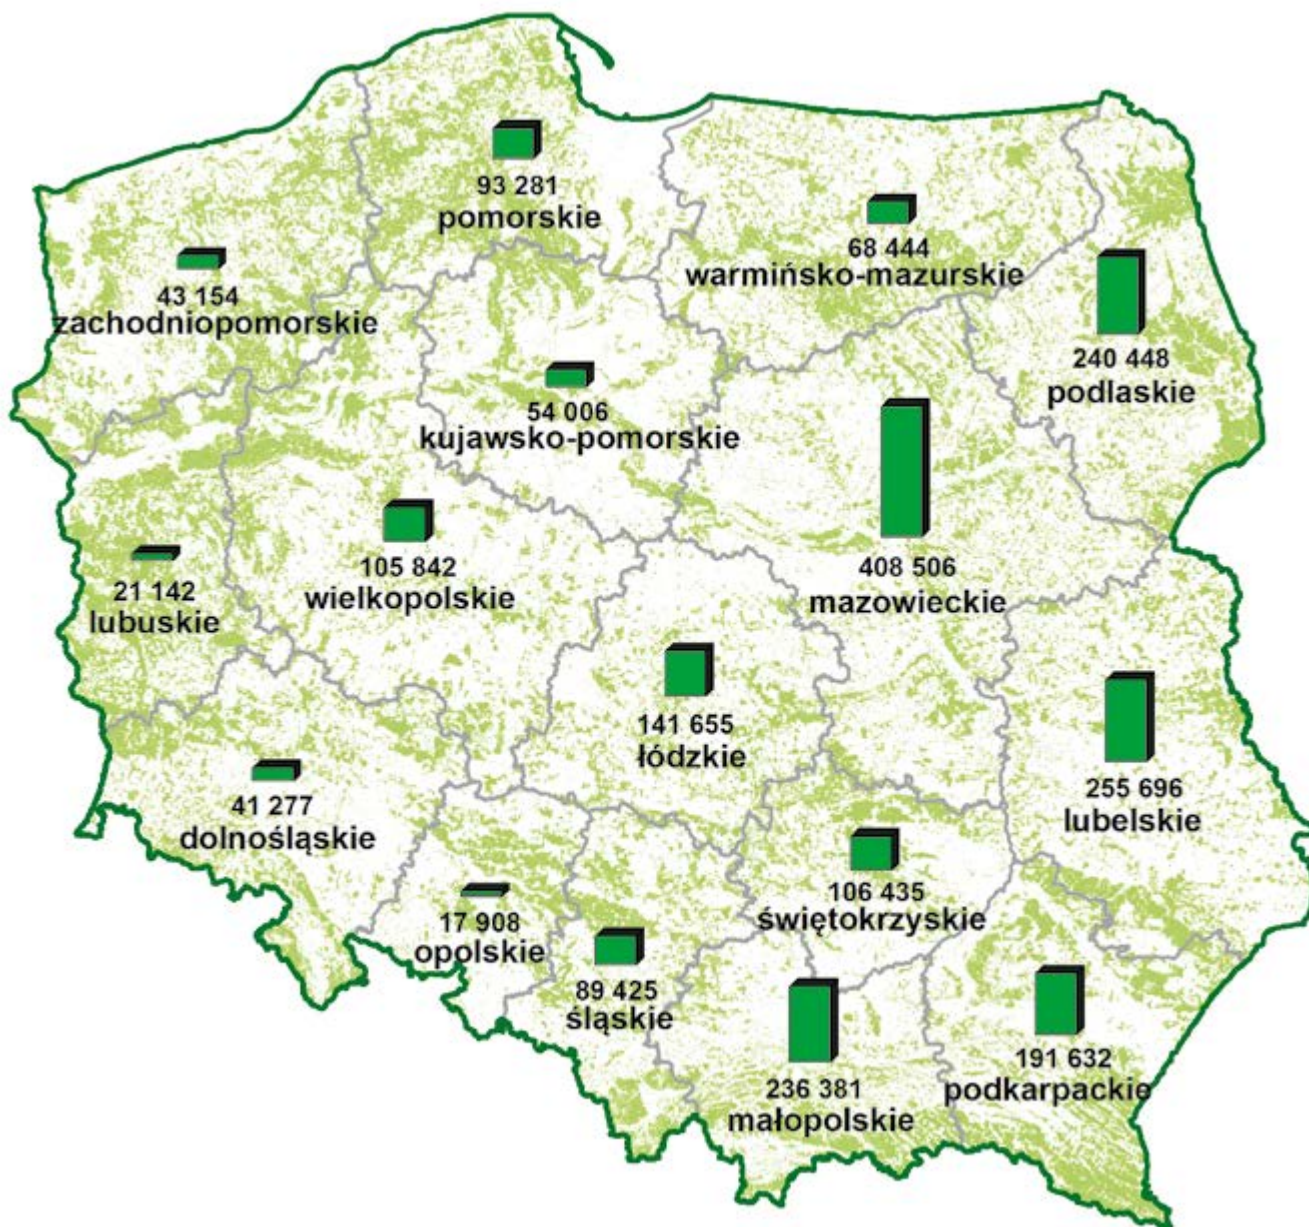 93 281
pomorskie
68 444
warmińsko-mazurskie
43 154
zachodniopomorskie
240 448
podlaskie
54 006
kujawsko-pomorskie
408 506
mazowieckie
105 842
wielkopolskie
21 142
lubuskie
141 655
łódzkie
255 696
lubelskie
41 277
dolnośląskie
106 435
świętokrzyskie
17 908
opolskie
89 425
śląskie
191 632
podkarpackie
236 381
małopolskie